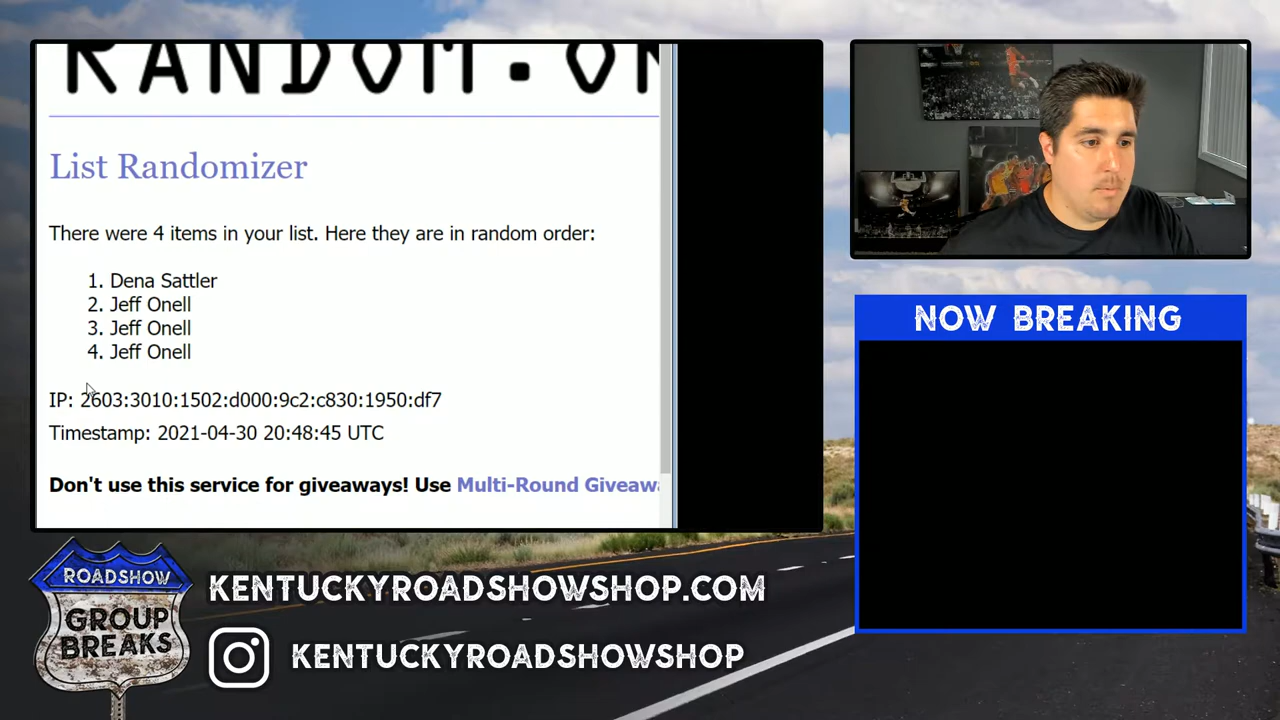 RANDOM.OR
List Randomizer
There were 4 items in your list. Here they are in random order:
1. Dena Sattler
2. Jeff Onell
3. Jeff Onell
4. Jeff Onell
IP: 2603:3010:1502:d000:9c2:c830:1950:df7
Timestamp: 2021-04-30 20:48:45 UTC
Don't use this service for giveaways! Use Multi-Round Giveawa
NOW BREAKING
ROADSHOW
GROUP
BREAKS
KENTUCKYROADSHOWSHOP.COM
KENTUCKYROADSHOWSHOP